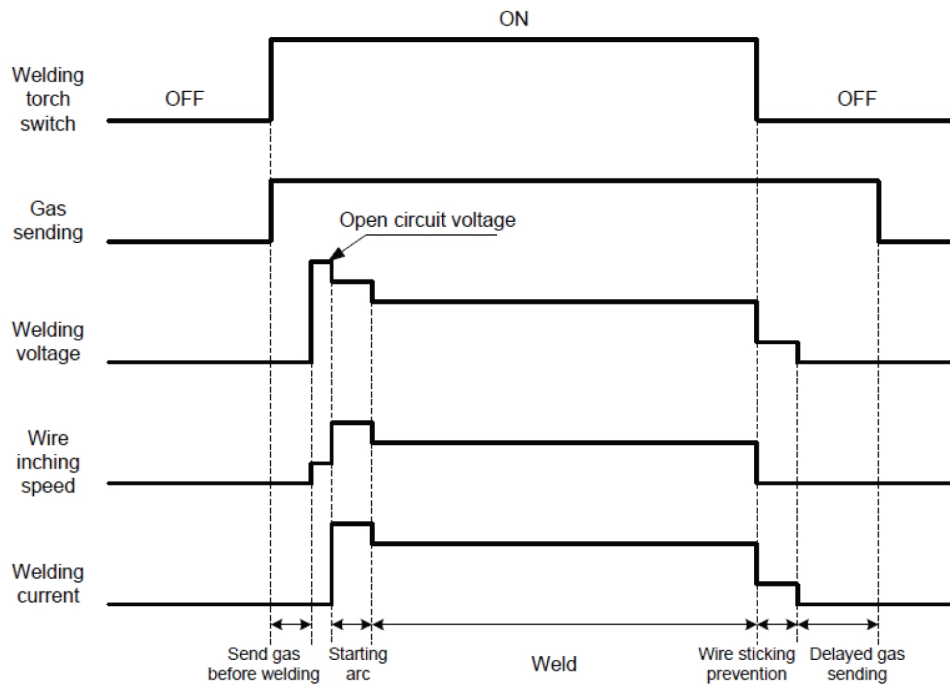 ON
Welding
torch
switch
OFF
OFF
Gas
sending
Open circuit voltage
Welding
voltage
Wire
inching
speed
Welding
current
Send gas
before welding
Starting
arc
Weld
Wire sticking
prevention
Delayed gas
sending